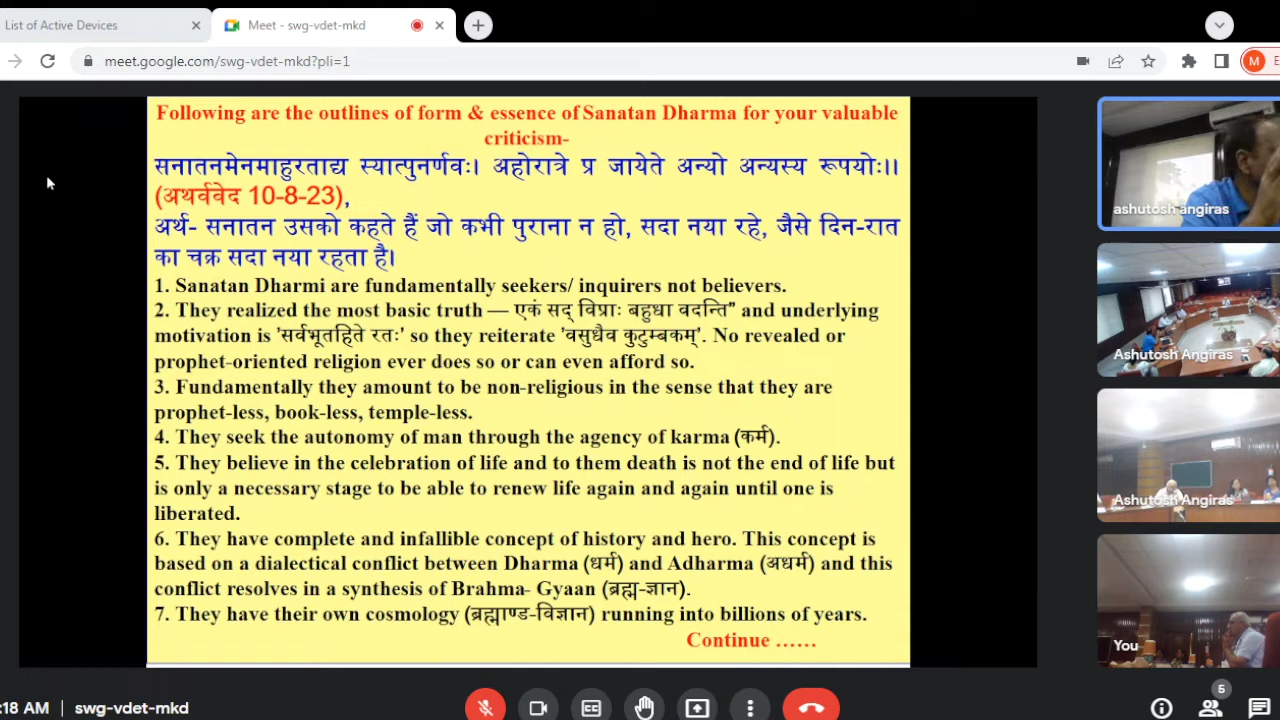 List of Active Devices
Meet - swg-vdet-mkd
meet.google.com/swg-vdet-mkd?pli=1
M
E
Following are the outlines of form & essence of Sanatan Dharma for your valuable
criticism-
सनातनमेनमाहुरताद्य स्यात्पुनर्णवः। अहोरात्रे प्र जायेते अन्यो अन्यस्य रूपयोः।।
(अथर्ववेद 10-8-23),
अर्थ- सनातन उसको कहते हैं जो कभी पुराना न हो, सदा नया रहे, जैसे दिन-रात
का चक्र सदा नया रहता है।
1. Sanatan Dharmi are fundamentally seekers/ inquirers not believers.
2. They realized the most basic truth — एकं सद् विप्राः बहुधा वदन्ति” and underlying
motivation is 'सर्वभूतहिते रतः' so they reiterate 'वसुधैव कुटुम्बकम्'. No revealed or
prophet-oriented religion ever does so or can even afford so.
3. Fundamentally they amount to be non-religious in the sense that they are
prophet-less, book-less, temple-less.
4. They seek the autonomy of man through the agency of karma (कर्म).
5. They believe in the celebration of life and to them death is not the end of life but
is only a necessary stage to be able to renew life again and again until one is
liberated.
6. They have complete and infallible concept of history and hero. This concept is
based on a dialectical conflict between Dharma (धर्म) and Adharma (अधर्म) and this
conflict resolves in a synthesis of Brahma- Gyaan (ब्रह्म-ज्ञान).
7. They have their own cosmology (ब्रह्माण्ड-विज्ञान) running into billions of years.
Continue ……
ashutosh angiras
Ashutosh Angiras
Ashutosh Angiras
You
:18 AM | swg-vdet-mkd
5